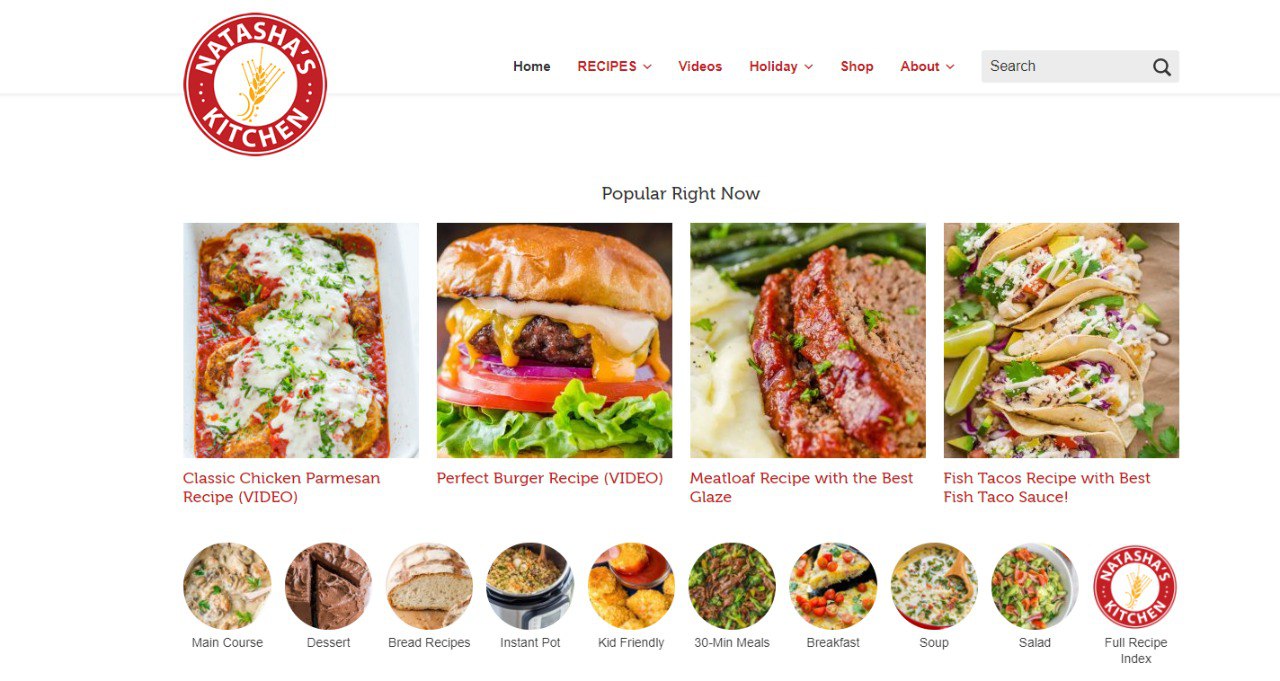 NATASHA'S
KITCHEN
Home RECIPES Videos Holiday Shop About Search
Popular Right Now
Classic Chicken Parmesan
Recipe (VIDEO)
Perfect Burger Recipe (VIDEO)
Meatloaf Recipe with the Best
Glaze
Fish Tacos Recipe with Best
Fish Taco Sauce!
NATASHA'S
KITCHEN
Main Course Dessert Bread Recipes Instant Pot Kid Friendly 30-Min Meals Breakfast Soup Salad Full Recipe
Index